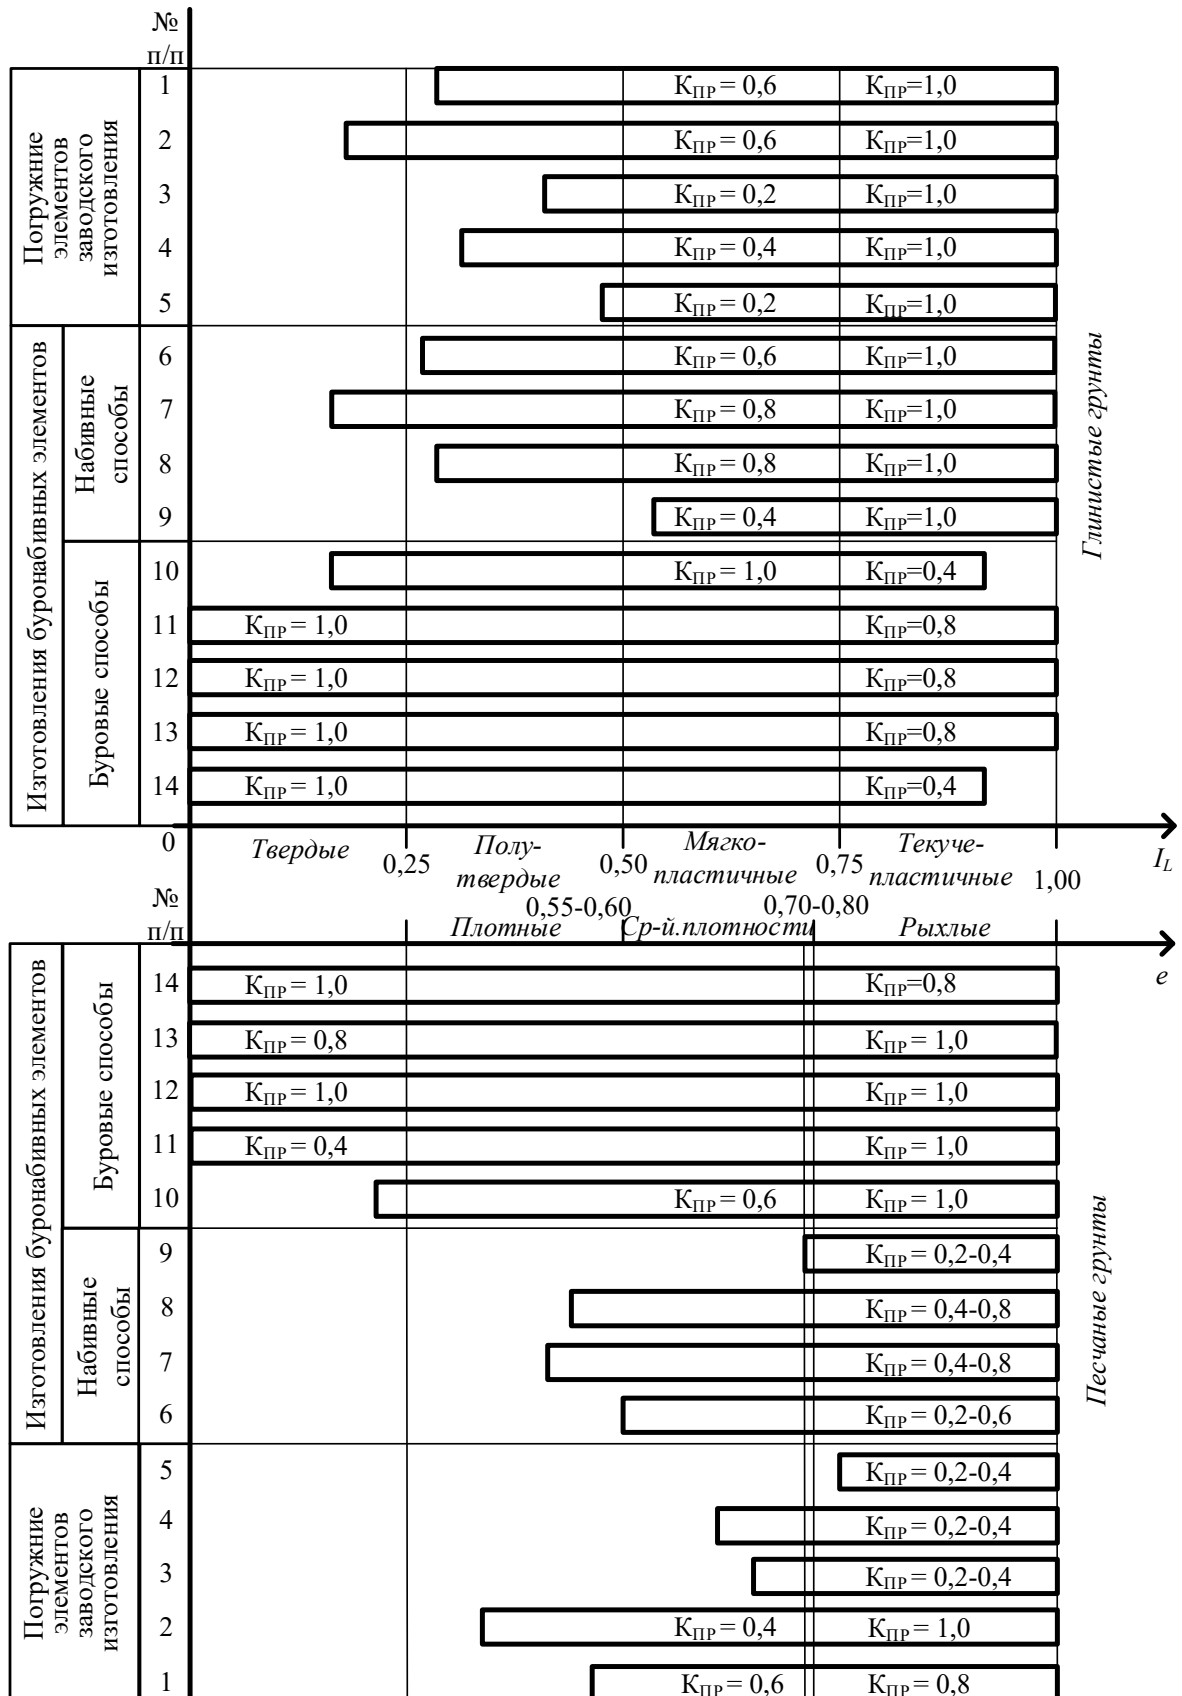 №
п/п
Погружние
элементов
заводского
изготовления
1
К_ПР = 0,6
К_ПР=1,0
2
К_ПР = 0,6
К_ПР=1,0
3
К_ПР = 0,2
К_ПР=1,0
4
К_ПР = 0,4
К_ПР=1,0
5
К_ПР = 0,2
К_ПР=1,0
Изготовления буронабивных элементов
Набивные
способы
6
К_ПР = 0,6
К_ПР=1,0
7
К_ПР = 0,8
К_ПР=1,0
8
К_ПР = 0,8
К_ПР=1,0
9
К_ПР = 0,4
К_ПР=1,0
Буровые способы
10
К_ПР = 1,0
К_ПР=0,4
11
К_ПР = 1,0
К_ПР=0,8
12
К_ПР = 1,0
К_ПР=0,8
13
К_ПР = 1,0
К_ПР=0,8
14
К_ПР = 1,0
К_ПР=0,4
Глинистые грунты
0
Твердые
0,25
Полу-
твердые
0,50
Мягко-
пластичные
0,75
Текуче-
пластичные
1,00
I_L
№
п/п
0,55-0,60
0,70-0,80
Плотные
Ср-й.плотности
Рыхлые
e
Изготовления буронабивных элементов
Буровые способы
14
К_ПР = 1,0
К_ПР=0,8
13
К_ПР = 0,8
К_ПР = 1,0
12
К_ПР = 1,0
К_ПР = 1,0
11
К_ПР = 0,4
К_ПР = 1,0
10
К_ПР = 0,6
К_ПР = 1,0
Набивные
способы
9
К_ПР = 0,2-0,4
8
К_ПР = 0,4-0,8
7
К_ПР = 0,4-0,8
6
К_ПР = 0,2-0,6
Погружние
элементов
заводского
изготовления
5
К_ПР = 0,2-0,4
4
К_ПР = 0,2-0,4
3
К_ПР = 0,2-0,4
2
К_ПР = 0,4
К_ПР = 1,0
1
К_ПР = 0,6
К_ПР = 0,8
Песчаные грунты